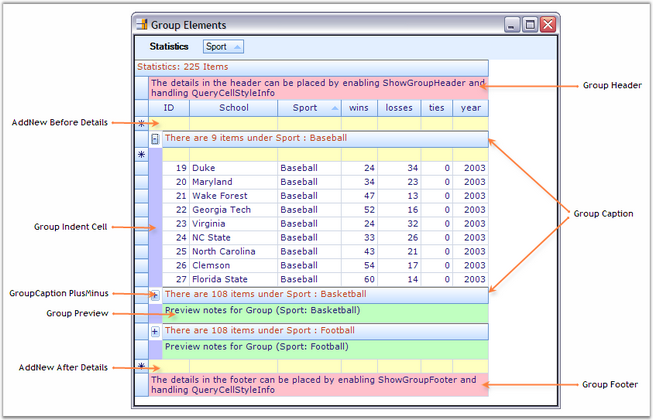 Group Elements
Statistics Sport
Statistics: 225 Items
The details in the header can be placed by enabling ShowGroupHeader and
handling QueryCellStyleInfo
Group Header
ID School Sport wins losses ties year
AddNew Before Details
There are 9 items under Sport : Baseball
19 Duke Baseball 24 34 0 2003
20 Maryland Baseball 34 23 0 2003
21 Wake Forest Baseball 47 13 0 2003
22 Georgia Tech Baseball 52 16 0 2003
Group Caption
23 Virginia Baseball 24 32 0 2003
Group Indent Cell
24 NC State Baseball 33 26 0 2003
25 North Carolina Baseball 43 21 0 2003
26 Clemson Baseball 54 17 0 2003
27 Florida State Baseball 60 14 0 2003
GroupCaption PlusMinus
There are 108 items under Sport : Basketball
Group Preview
Preview notes for Group (Sport: Basketball)
There are 108 items under Sport : Football
Preview notes for Group (Sport: Football)
AddNew After Details
The details in the footer can be placed by enabling ShowGroupFooter and
handling QueryCellStyleInfo
Group Footer